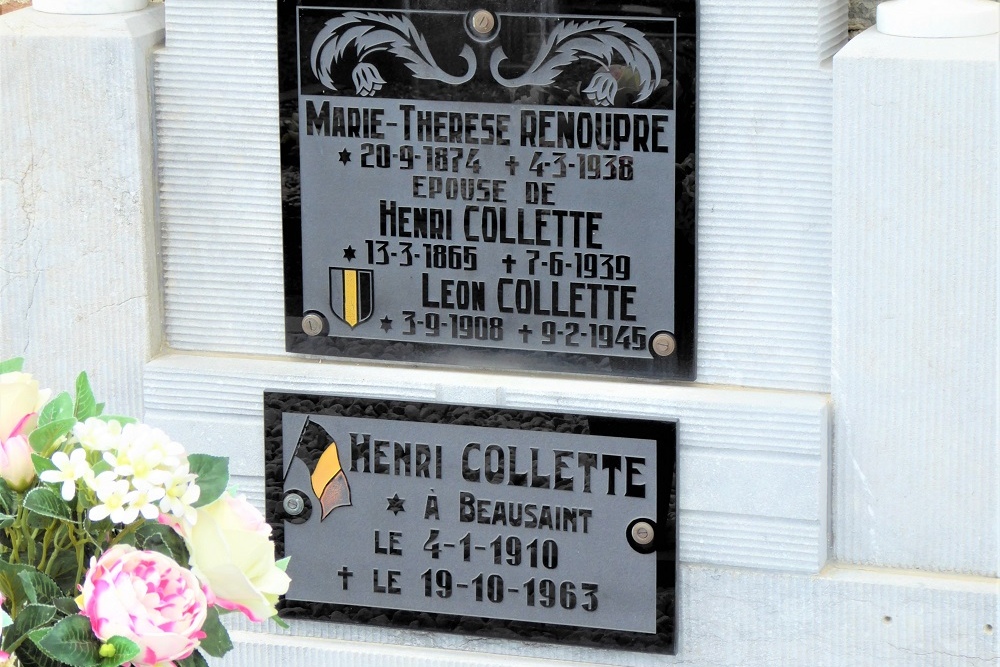 MARIE-THERESE RENOUPRE
✶ 20-9-1874 ✝ 4-3-1938
EPOUSE DE
HENRI COLLETTE
✶ 13-3-1865 ✝ 7-6-1939
LEON COLLETTE
✶ 3-9-1908 ✝ 9-2-1945
HENRI COLLETTE
✶ À BEAUSAINT
LE 4-1-1910
✝ LE 19-10-1963